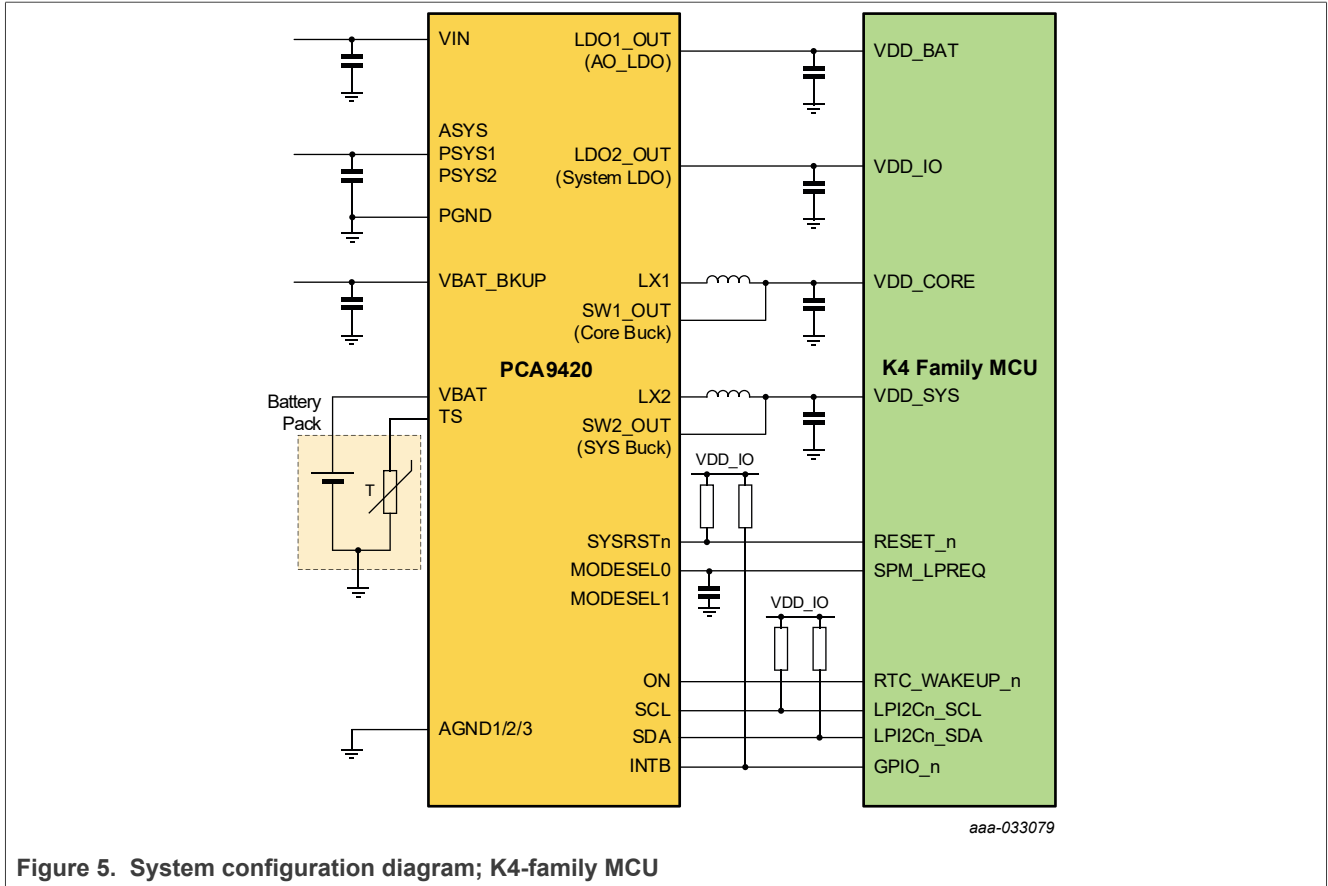 VIN
ASYS
PSYS1
PSYS2
PGND
VBAT_BKUP
VBAT
TS
AGND1/2/3
Battery
Pack
T
PCA9420
LDO1_OUT
(AO_LDO)
LDO2_OUT
(System LDO)
LX1
SW1_OUT
(Core Buck)
LX2
SW2_OUT
(SYS Buck)
SYSRSTn
MODESEL0
MODESEL1
ON
SCL
SDA
INTB
VDD_IO
VDD_IO
VDD_BAT
VDD_IO
VDD_CORE
K4 Family MCU
VDD_SYS
RESET_n
SPM_LPREQ
RTC_WAKEUP_n
LPI2Cn_SCL
LPI2Cn_SDA
GPIO_n
aaa-033079
Figure 5. System configuration diagram; K4-family MCU